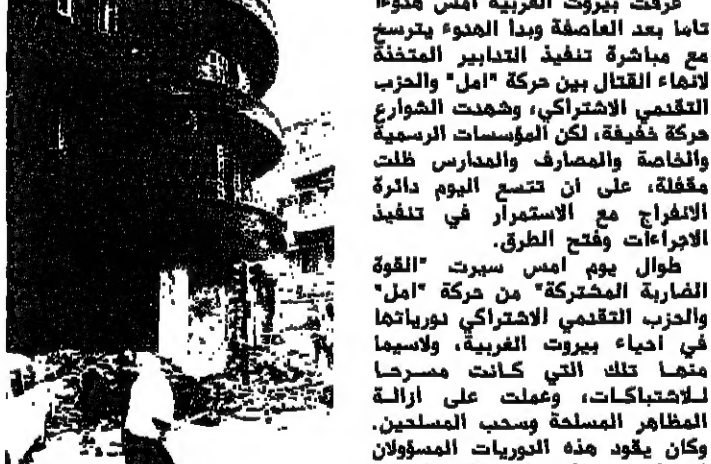 عرفت بيروت الغربية امس هدوءا
تاما بعد العاصفة وبدا الهدوء يترسخ
مع مباشرة تنفيذ التدابير المتخذة
لانهاء القتال بين حركة "امل" والحزب
التقدمي الاشتراكي، وشهدت الشوارع
حركة خفيفة، لكن المؤسسات الرسمية
والخاصة والمصارف والمدارس ظلت
مقفلة، على ان تتسع اليوم دائرة
الانفراج مع الاستمرار في تنفيذ
الاجراءات وفتح الطرق.
طوال يوم امس سيرت "القوة
الضاربة المشتركة" من حركة "امل"
والحزب التقدمي الاشتراكي دورياتها
في احياء بيروت الغربية، ولاسيما
منها تلك التي كانت مسرحا
للاشتباكات، وعملت على ازالة
المظاهر المسلحة وسحب المسلحين.
وكان يقود هذه الدوريات المسؤولان